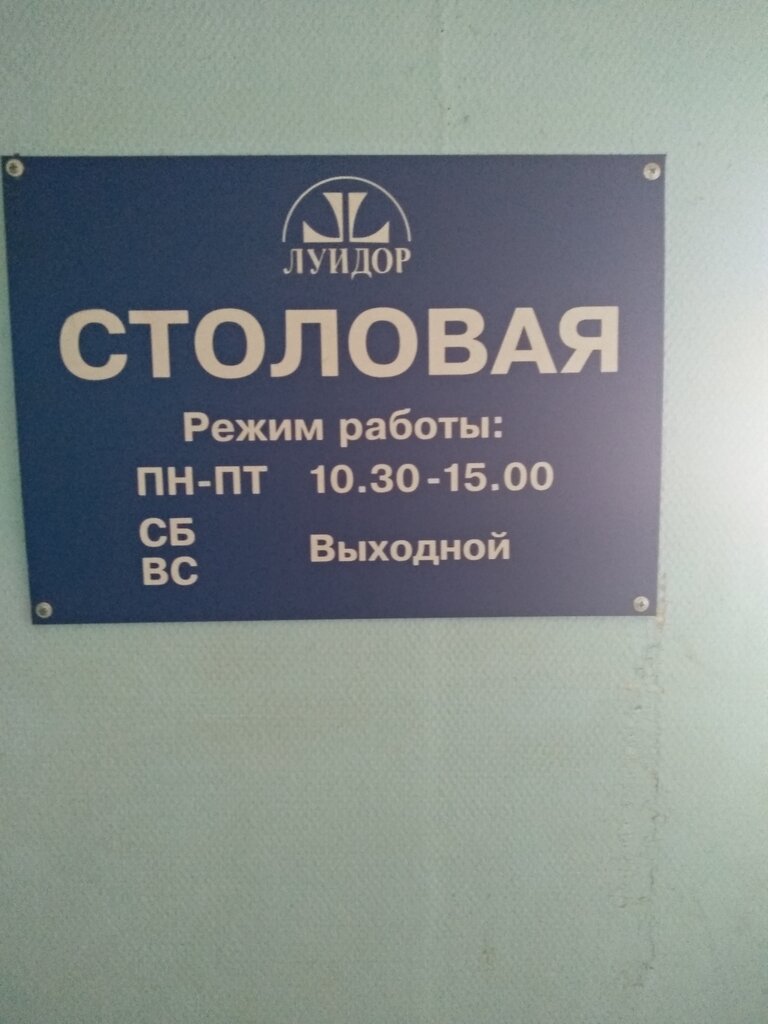 ЛУИДОР
СТОЛОВАЯ
Режим работы:
ПН-ПТ 10.30-15.00
СБ
ВС Выходной